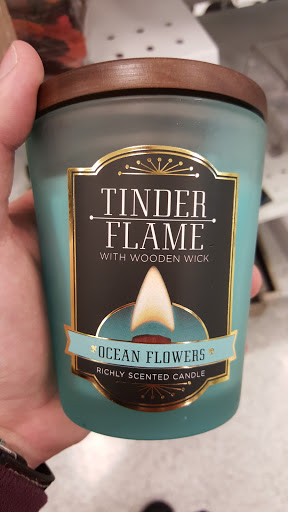 TINDER
FLAME
WITH WOODEN WICK
OCEAN FLOWERS
RICHLY SCENTED CANDLE